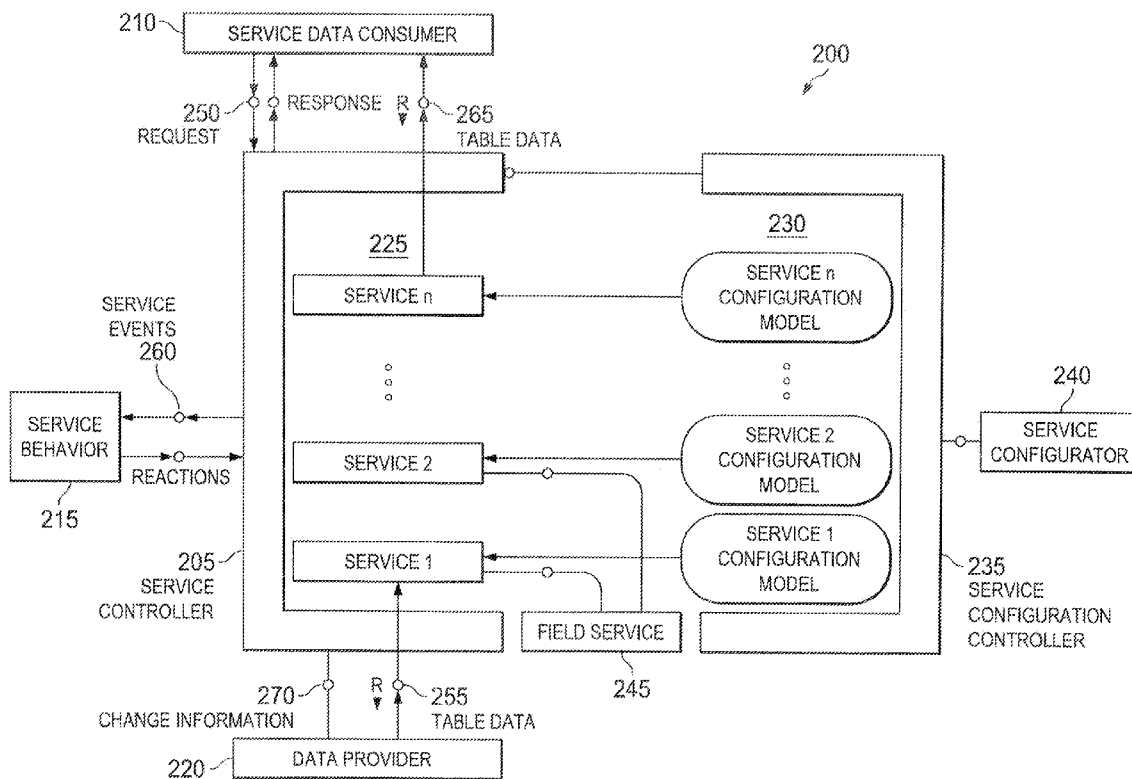 210
SERVICE DATA CONSUMER
200
250
REQUEST
RESPONSE
R
265
TABLE DATA
225
230
SERVICE n
SERVICE n
CONFIGURATION
MODEL
SERVICE
EVENTS
260
240
SERVICE
BEHAVIOR
REACTIONS
215
SERVICE 2
SERVICE 2
CONFIGURATION
MODEL
SERVICE
CONFIGURATOR
205
SERVICE
CONTROLLER
SERVICE 1
SERVICE 1
CONFIGURATION
MODEL
235
SERVICE
CONFIGURATION
CONTROLLER
FIELD SERVICE
245
270
CHANGE INFORMATION
R
255
TABLE DATA
220
DATA PROVIDER